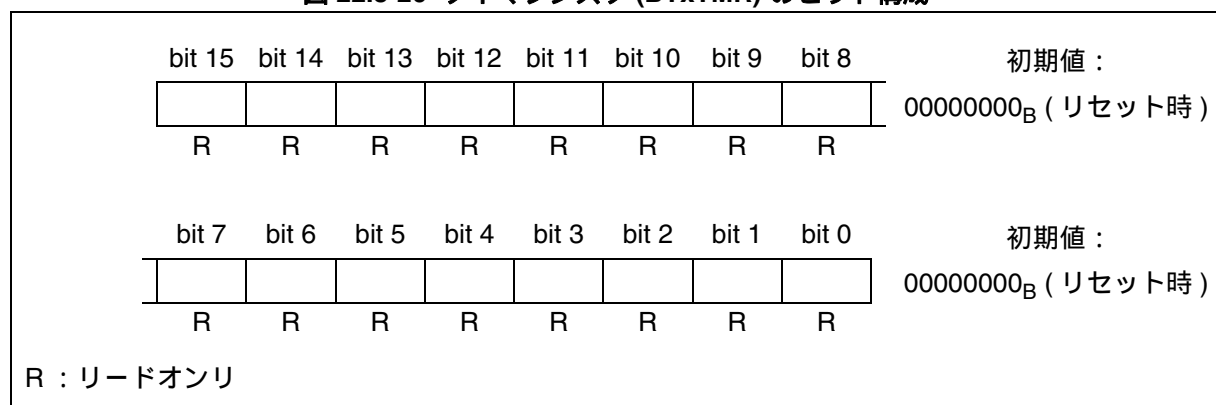 bit 15 bit 14 bit 13 bit 12 bit 11 bit 10 bit 9 bit 8 初期値：
00000000B ( リセット時 )
R R R R R R R R
bit 7 bit 6 bit 5 bit 4 bit 3 bit 2 bit 1 bit 0 初期値：
00000000B ( リセット時 )
R R R R R R R R
R ：リードオンリ